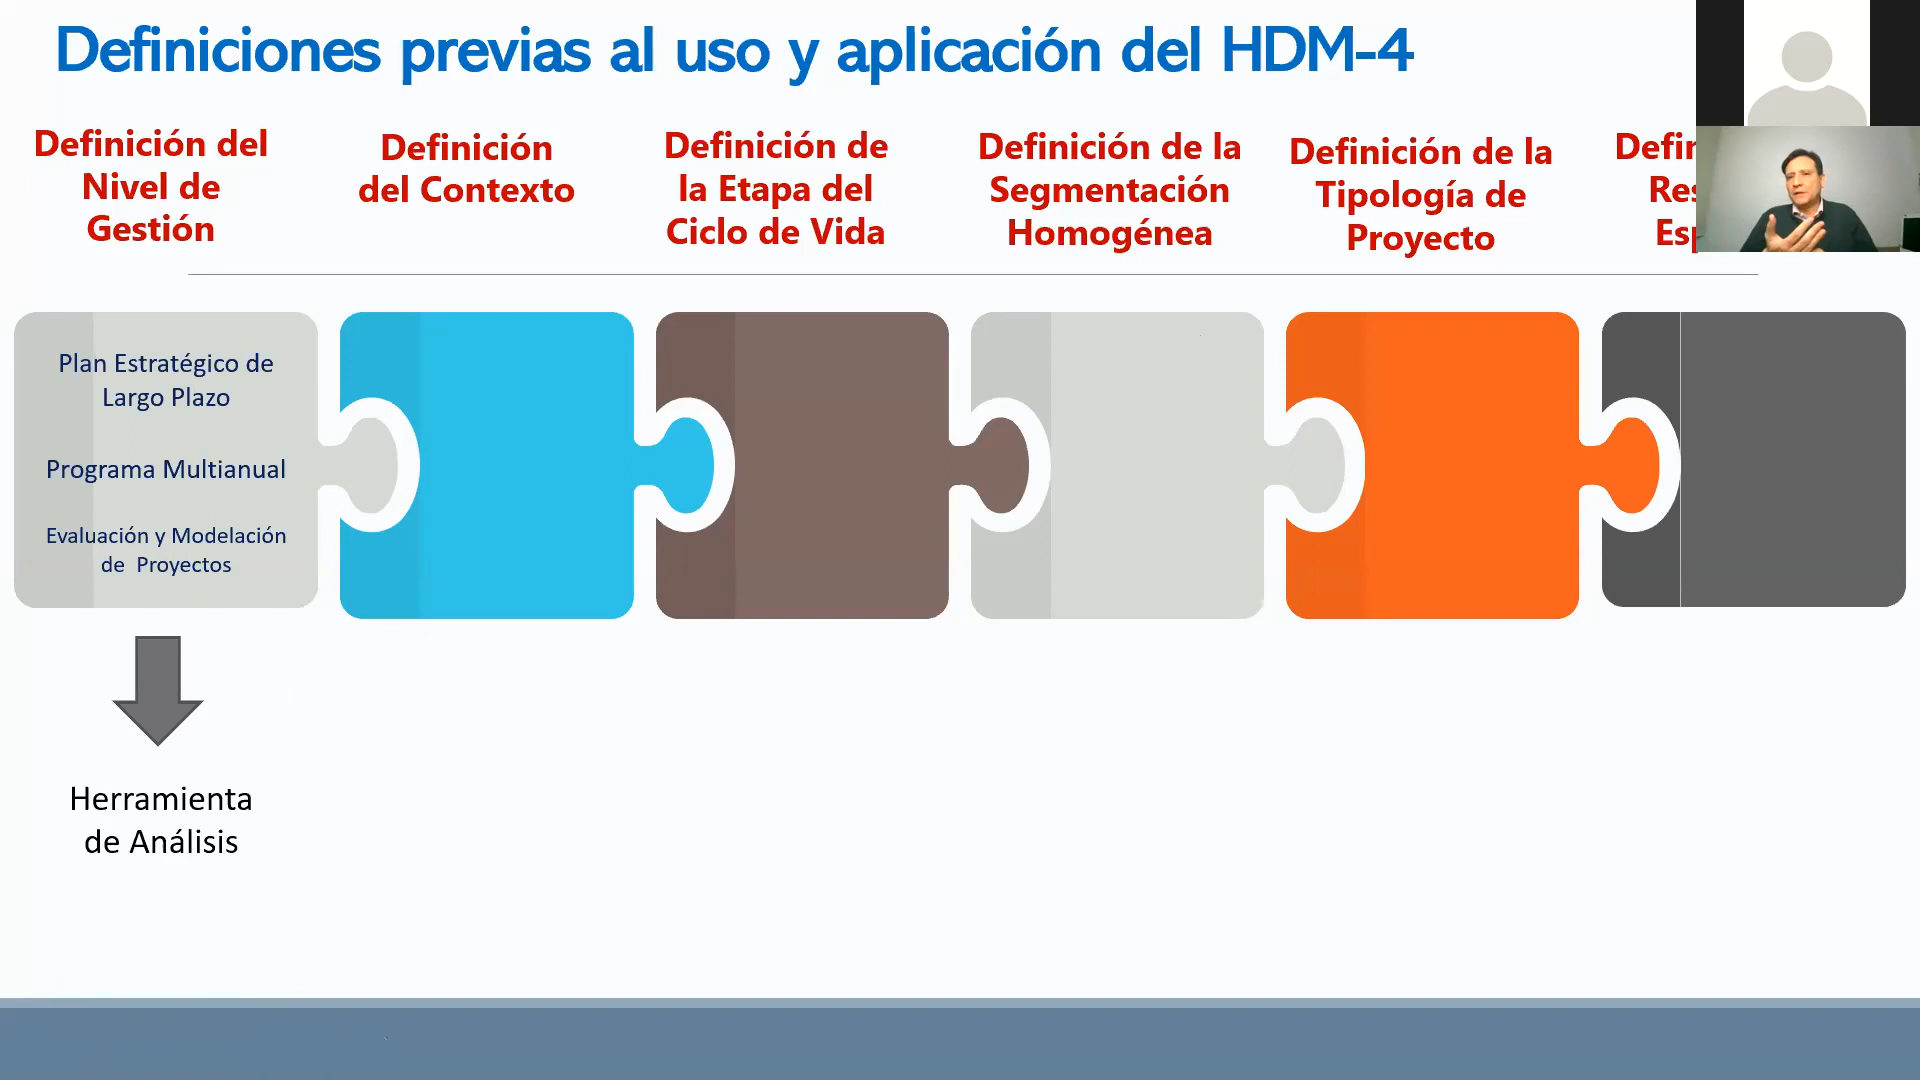 Definiciones previas al uso y aplicación del HDM-4
Definición del
Nivel de
Gestión
Definición
del Contexto
Definición de
la Etapa del
Ciclo de Vida
Definición de la
Segmentación
Homogénea
Definición de la
Tipología de
Proyecto
Plan Estratégico de
Largo Plazo
Programa Multianual
Evaluación y Modelación
de Proyectos
Herramienta
de Análisis